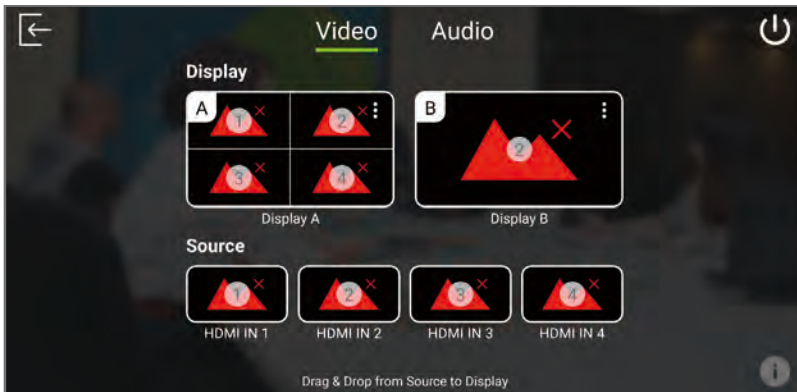 Video Audio
Display
A 1 2 B
2
3 4
Display A Display B
Source
1 2 3 4
HDMI IN 1 HDMI IN 2 HDMI IN 3 HDMI IN 4
Drag & Drop from Source to Display
i